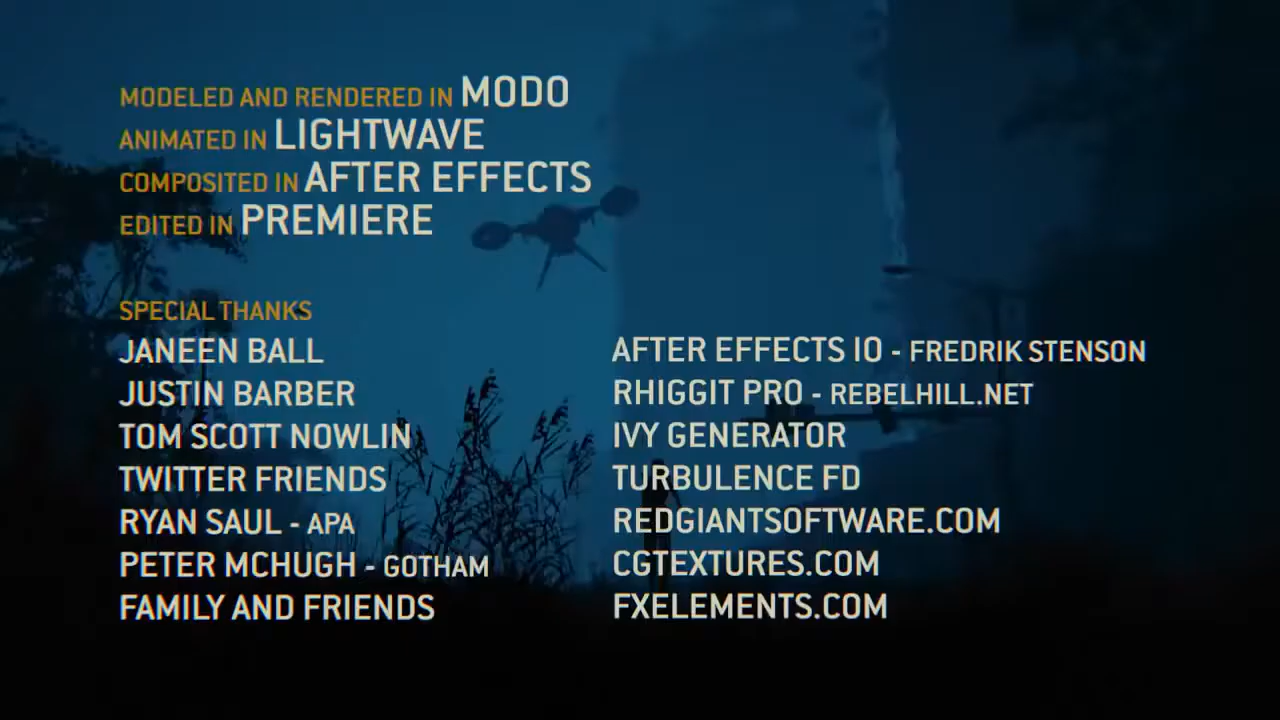 MODELED AND RENDERED IN MODO
ANIMATED IN LIGHTWAVE
COMPOSITED IN AFTER EFFECTS
EDITED IN PREMIERE
SPECIAL THANKS
JANEEN BALL
JUSTIN BARBER
TOM SCOTT NOWLIN
TWITTER FRIENDS
RYAN SAUL - APA
PETER MCHUGH - GOTHAM
FAMILY AND FRIENDS
AFTER EFFECTS IO - FREDRIK STENSON
RHIGGIT PRO - REBELHILL.NET
IVY GENERATOR
TURBULENCE FD
REDGIANTSOFTWARE.COM
CGTEXTURES.COM
FXELEMENTS.COM